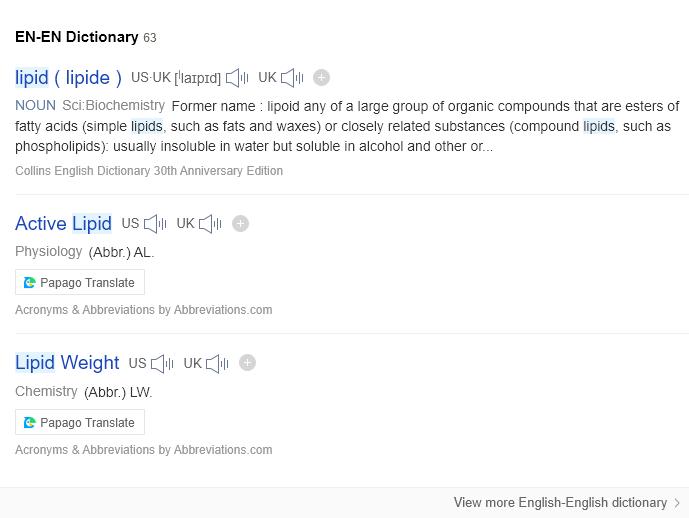 EN-EN Dictionary 63
lipid ( lipide ) US·UK [ˈlaɪpɪd] UK
NOUN Sci:Biochemistry Former name : lipoid any of a large group of organic compounds that are esters of
fatty acids (simple lipids, such as fats and waxes) or closely related substances (compound lipids, such as
phospholipids): usually insoluble in water but soluble in alcohol and other or...
Collins English Dictionary 30th Anniversary Edition
Active Lipid US UK
Physiology (Abbr.) AL.
Papago Translate
Acronyms & Abbreviations by Abbreviations.com
Lipid Weight US UK
Chemistry (Abbr.) LW.
Papago Translate
Acronyms & Abbreviations by Abbreviations.com
View more English-English dictionary